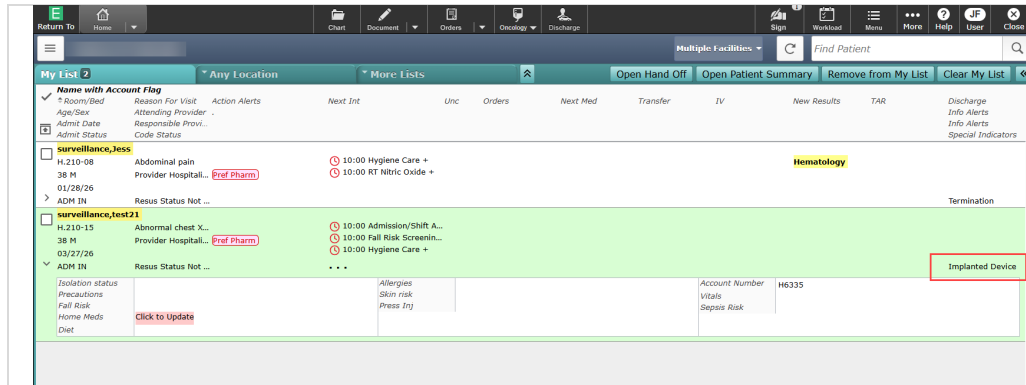 E
Return To Home Chart Document Orders Oncology Discharge Sign Workload Menu More Help User Close
? JF
Multiple Facilities Find Patient
My List 2 Any Location More Lists Open Hand Off Open Patient Summary Remove from My List Clear My List
Name with Account Flag
Room/Bed Reason For Visit Action Alerts Next Int Unc Orders Next Med Transfer IV New Results TAR Discharge
Age/Sex Attending Provider . Info Alerts
Admit Date Responsible Provi... Info Alerts
Admit Status Code Status Special Indicators
surveillance,Jess
H.210-08 Abdominal pain 10:00 Hygiene Care + Hematology
38 M Provider Hospitali... Pref Pharm 10:00 RT Nitric Oxide +
01/28/26
ADM IN Resus Status Not ... Termination
surveillance,test21
H.210-15 Abnormal chest X... 10:00 Admission/Shift A...
38 M Provider Hospitali... Pref Pharm 10:00 Fall Risk Screenin...
03/27/26 10:00 Hygiene Care +
ADM IN Resus Status Not ... ... Implanted Device
Isolation status Allergies Account Number H6335
Precautions Skin risk Vitals
Fall Risk Press Inj Sepsis Risk
Home Meds Click to Update
Diet